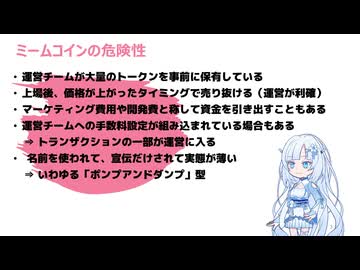 ミームコインの危険性
・運営チームが大量のトークンを事前に保有している
・上場後、価格が上がったタイミングで売り抜ける（運営が利確）
・マーケティング費用や開発費と称して資金を引き出すこともある
・運営チームへの手数料設定が組み込まれている場合もある
⇒ トランザクションの一部が運営に入る
・ 名前を使われて、宣伝だけされて実態が薄い
⇒ いわゆる「ポンプアンドダンプ」型